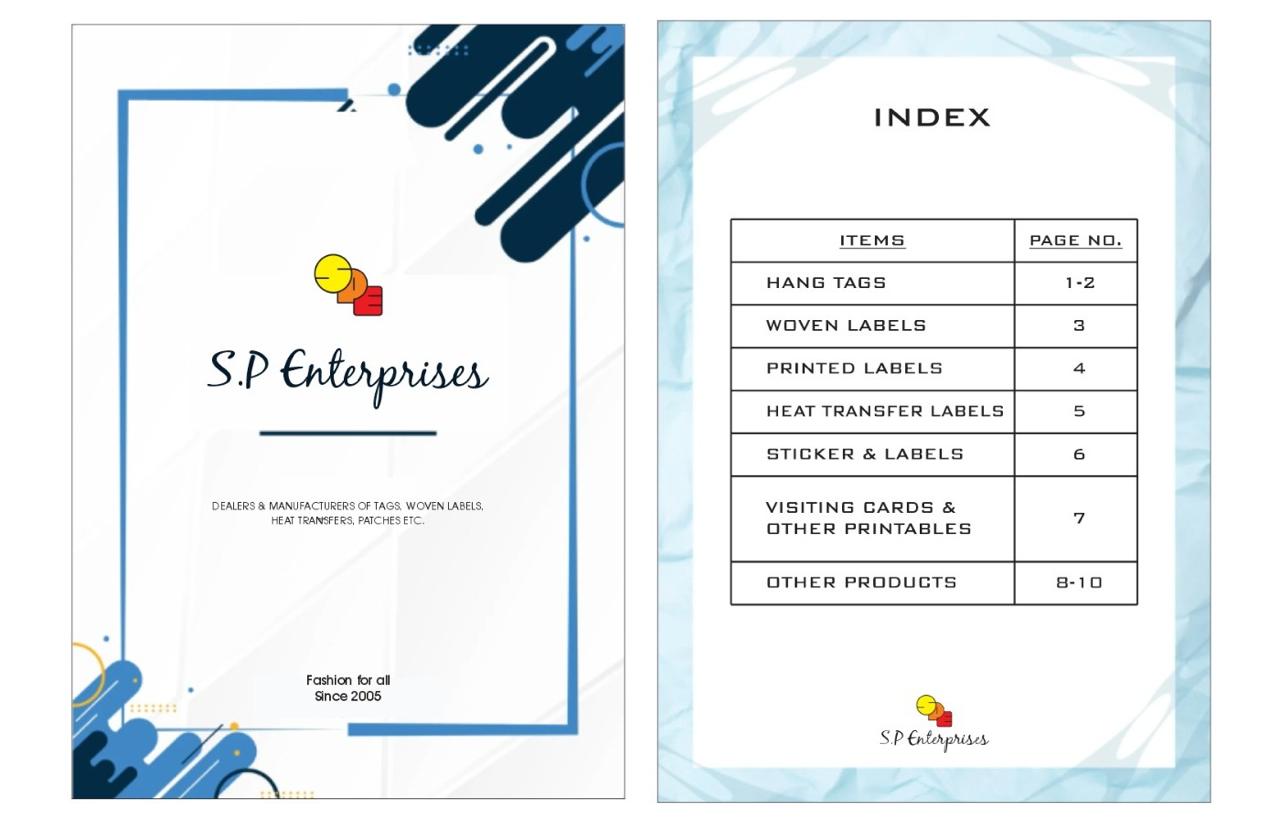 S.P Enterprises
DEALERS & MANUFACTURERS OF TAGS, WOVEN LABELS,
HEAT TRANSFERS, PATCHES ETC.
Fashion for all
Since 2005
INDEX
ITEMS PAGE NO.
HANG TAGS 1-2
WOVEN LABELS 3
PRINTED LABELS 4
HEAT TRANSFER LABELS 5
STICKER & LABELS 6
VISITING CARDS &
OTHER PRINTABLES 7
OTHER PRODUCTS 8-10
S.P Enterprises